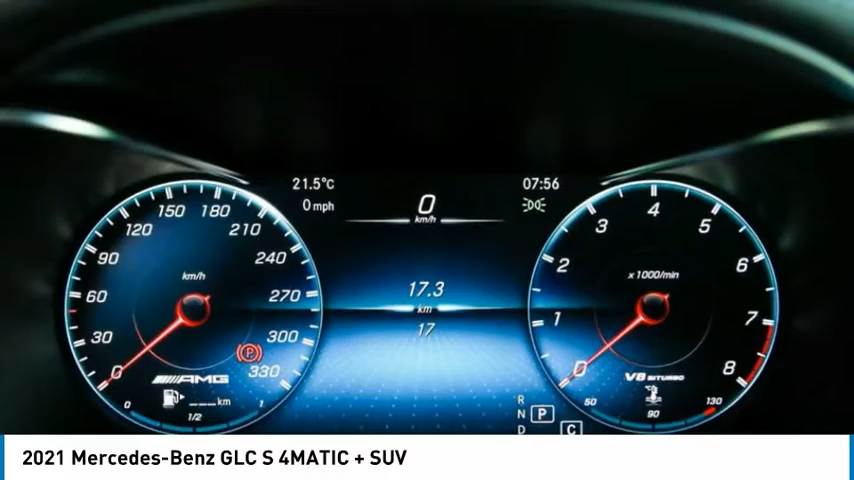 21.5°C
0 mph
0
km/h
07:56
17.3
km
17
km/h
0
30
60
90
120
150
180
210
240
270
300
330
P
AMG
0
1/2
1
___ km
x 1000/min
0
1
2
3
4
5
6
7
8
V8 BITURBO
50
90
130
R
N
D
P
C
2021 Mercedes-Benz GLC S 4MATIC + SUV